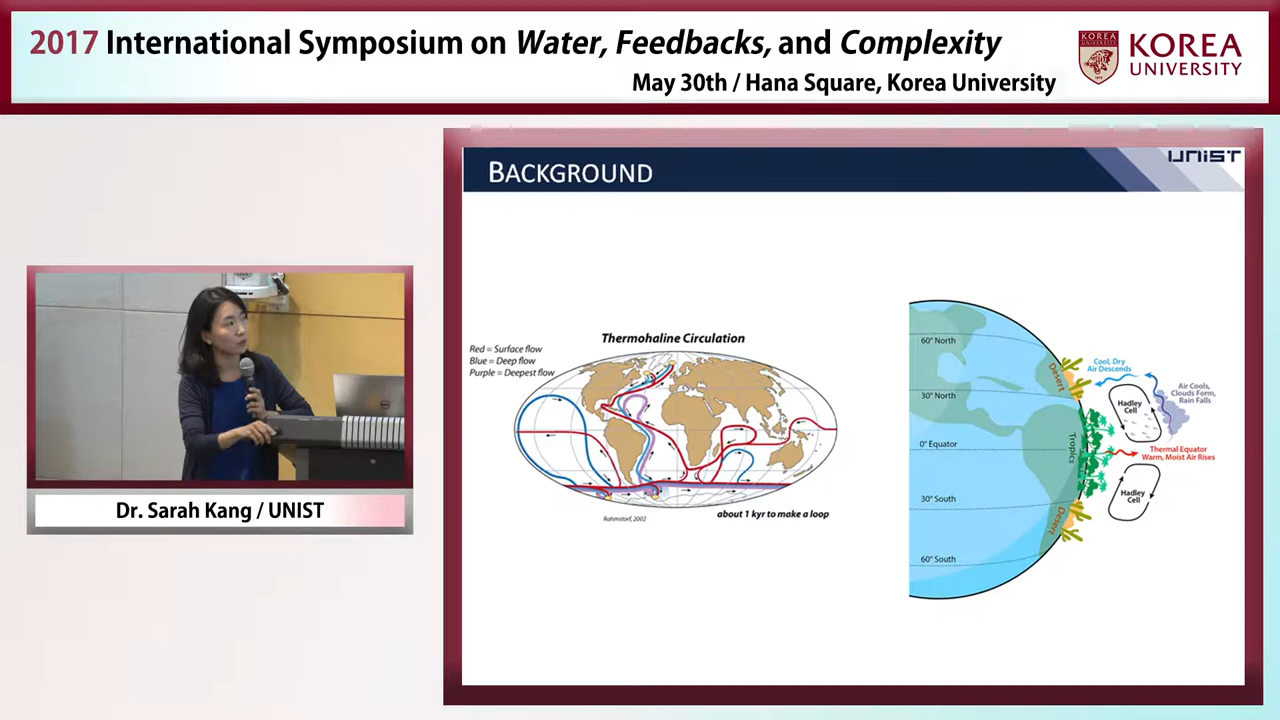 2017 International Symposium on Water, Feedbacks, and Complexity
May 30th / Hana Square, Korea University
KOREA
UNIVERSITY
KOREA UNIVERSITY
BACKGROUND
UNIST
Thermohaline Circulation
Red = Surface flow
Blue = Deep flow
Purple = Deepest flow
Rahmstorf, 2002
about 1 kyr to make a loop
60° North
30° North
0° Equator
30° South
60° South
Desert
Tropics
Desert
Cool, Dry
Air Descends
Air Cools,
Clouds Form,
Rain Falls
Hadley
Cell
Thermal Equator
Warm, Moist Air Rises
Hadley
Cell
DELL
Dr. Sarah Kang / UNIST